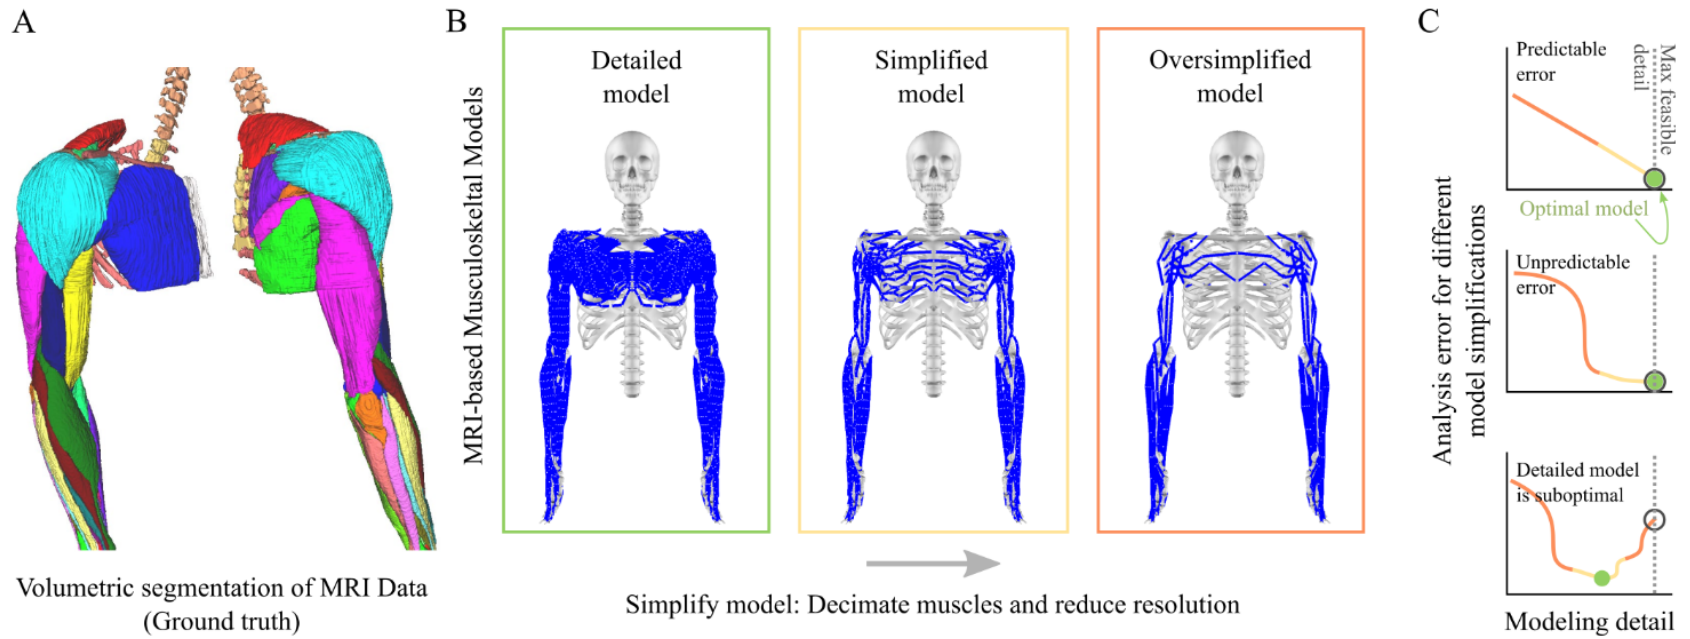 A
Volumetric segmentation of MRI Data
(Ground truth)
B
MRI-based Musculoskeltal Models
Detailed
model
Simplified
model
Oversimplified
model
Simplify model: Decimate muscles and reduce resolution
C
Analysis error for different
model simplifications
Predictable
error
Max feasible
detail
Optimal model
Unpredictable
error
Detailed model
is suboptimal
Modeling detail